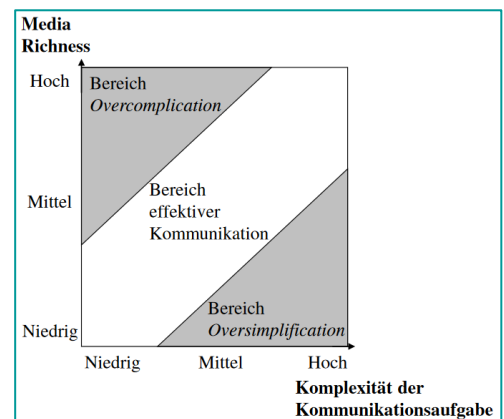 Media
Richness
Hoch
Bereich
Overcomplication
Mittel
Bereich
effektiver
Kommunikation
Bereich
Oversimplification
Niedrig
Niedrig Mittel Hoch
Komplexität der
Kommunikationsaufgabe